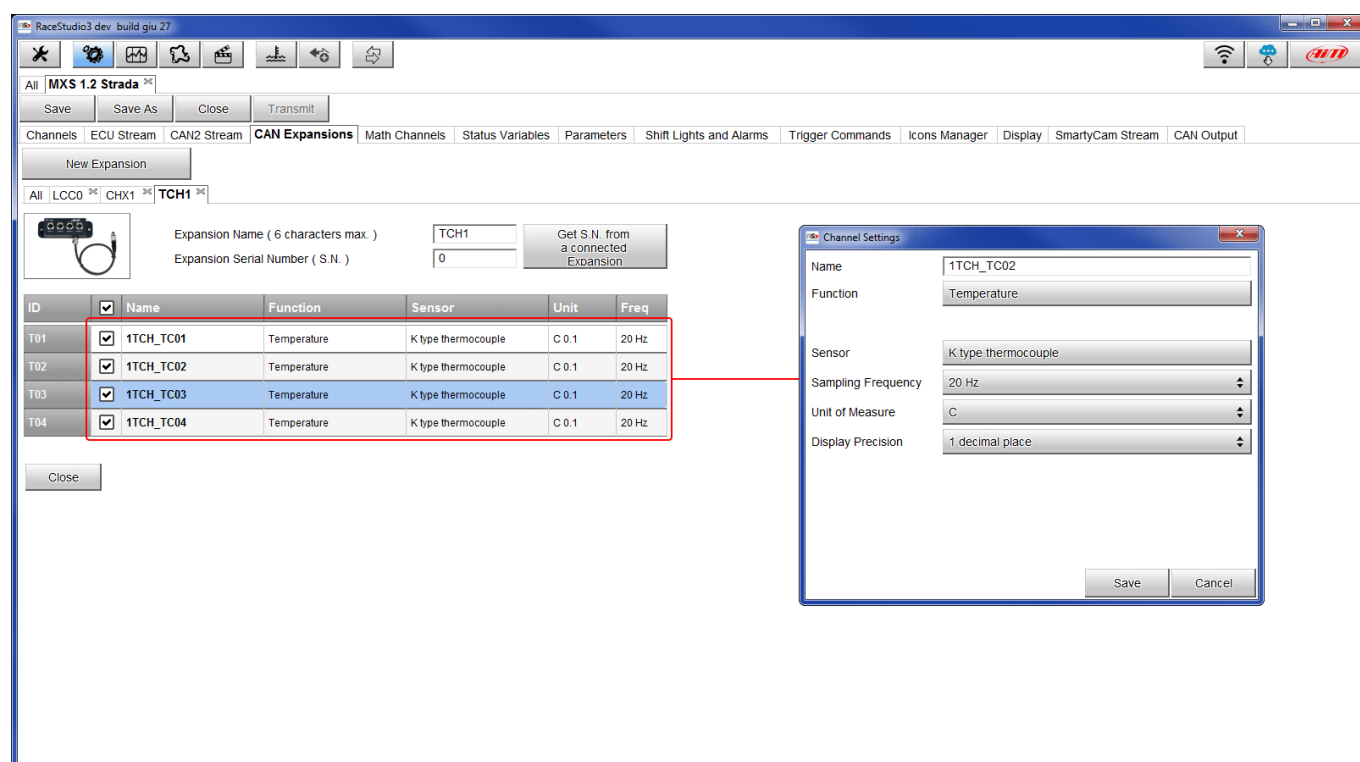 RaceStudio3 dev build giu 27
AiM
All MXS 1.2 Strada
Save Save As Close Transmit
Channels ECU Stream CAN2 Stream CAN Expansions Math Channels Status Variables Parameters Shift Lights and Alarms Trigger Commands Icons Manager Display SmartyCam Stream CAN Output
New Expansion
All LCC0 CHX1 TCH1
Expansion Name ( 6 characters max. ) TCH1
Expansion Serial Number ( S.N. ) 0
Get S.N. from
a connected
Expansion
ID Name Function Sensor Unit Freq
T01 1TCH_TC01 Temperature K type thermocouple C 0.1 20 Hz
T02 1TCH_TC02 Temperature K type thermocouple C 0.1 20 Hz
T03 1TCH_TC03 Temperature K type thermocouple C 0.1 20 Hz
T04 1TCH_TC04 Temperature K type thermocouple C 0.1 20 Hz
Close
Channel Settings
Name 1TCH_TC02
Function Temperature
Sensor K type thermocouple
Sampling Frequency 20 Hz
Unit of Measure C
Display Precision 1 decimal place
Save Cancel